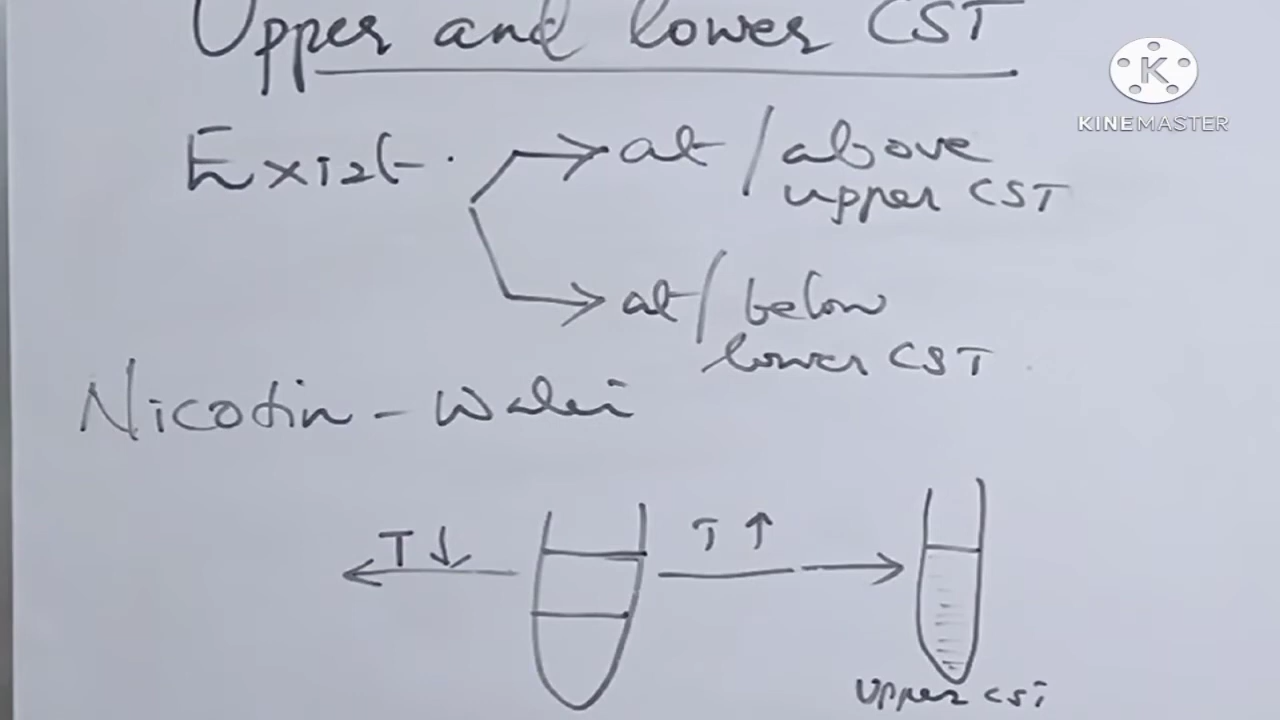 Upper and lower CST
Exist. at / above
upper CST
at / below
lower CST
Nicotin - Water
T ↓ T ↑
Upper CST
K
KINEMASTER